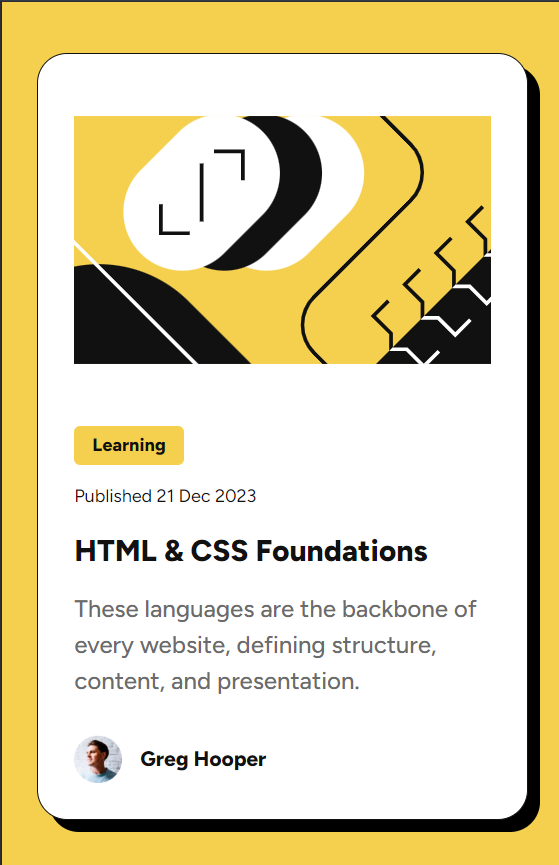 Learning
Published 21 Dec 2023
HTML & CSS Foundations
These languages are the backbone of
every website, defining structure,
content, and presentation.
Greg Hooper